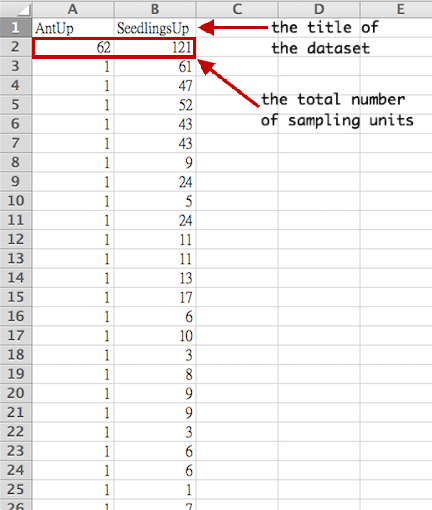 A B C D E
1 AntUp SeedlingsUp the title of
2 62 121 the dataset
3 1 61
4 1 47
5 1 52 the total number
6 1 43 of sampling units
7 1 43
8 1 9
9 1 24
10 1 5
11 1 24
12 1 11
13 1 11
14 1 13
15 1 17
16 1 6
17 1 10
18 1 3
19 1 8
20 1 9
21 1 9
22 1 3
23 1 6
24 1 6
25 1 1
26 1 7